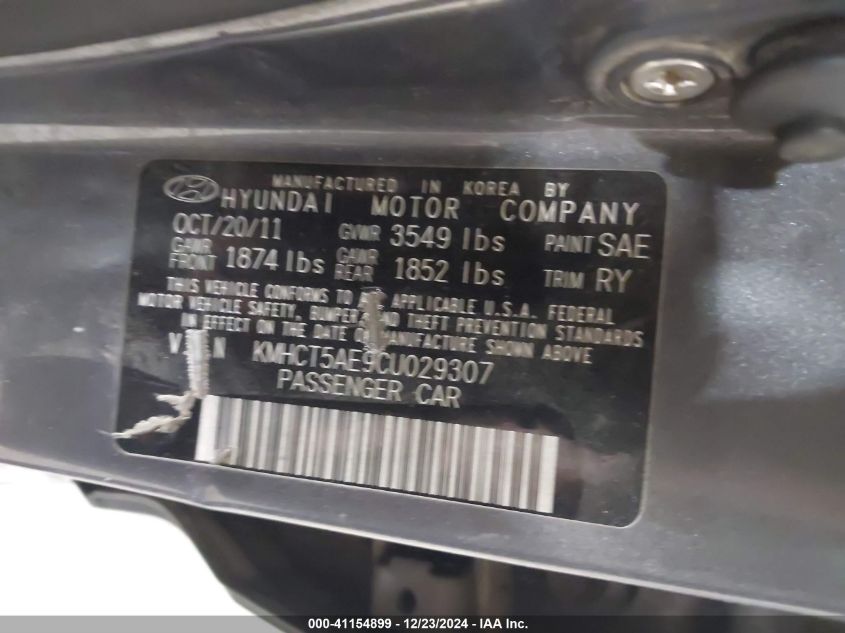 MANUFACTURED IN KOREA BY
HYUNDAI MOTOR COMPANY
OCT/20/11 GVWR 3549 lbs PAINT SAE
GAWR FRONT 1874 lbs GAWR REAR 1852 lbs TRIM RY
THIS VEHICLE CONFORMS TO APPLICABLE U.S.A. FEDERAL
MOTOR VEHICLE SAFETY, BUMPER AND THEFT PREVENTION STANDARDS
IN EFFECT ON THE DATE OF MANUFACTURE SHOWN ABOVE
KMHCT5AE9CU029307
PASSENGER CAR
000-41154899 - 12/23/2024 - IAA Inc.